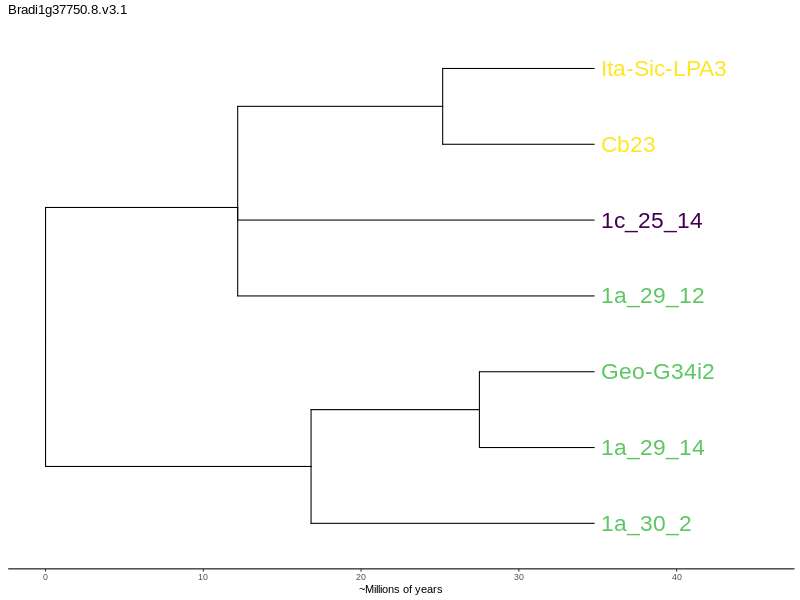 Bradi1g37750.8.v3.1
Ita-Sic-LPA3
Cb23
1c_25_14
1a_29_12
Geo-G34i2
1a_29_14
1a_30_2
0 10 20 30 40
~Millions of years